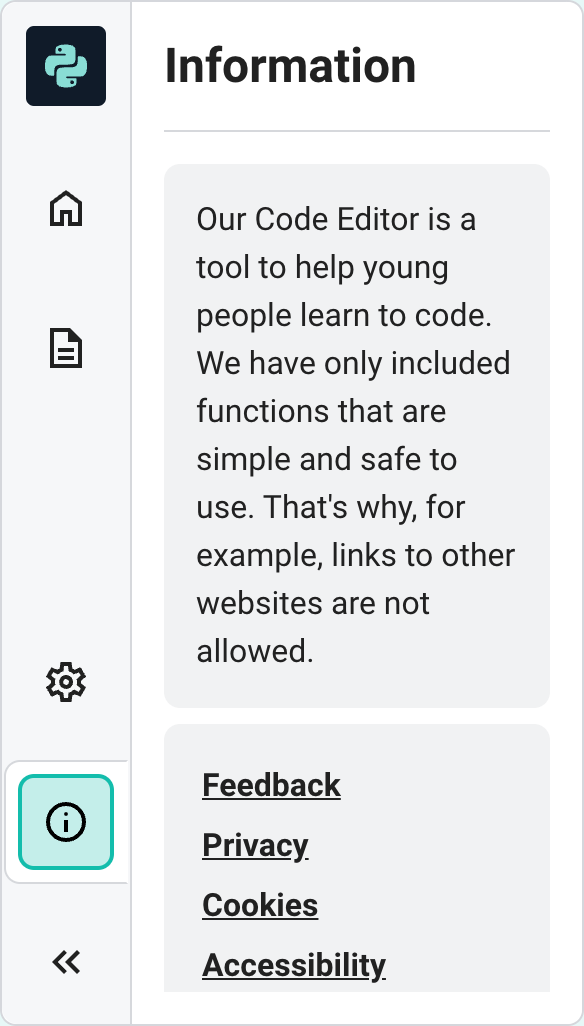 Information
Our Code Editor is a
tool to help young
people learn to code.
We have only included
functions that are
simple and safe to
use. That's why, for
example, links to other
websites are not
allowed.
Feedback
Privacy
Cookies
Accessibility